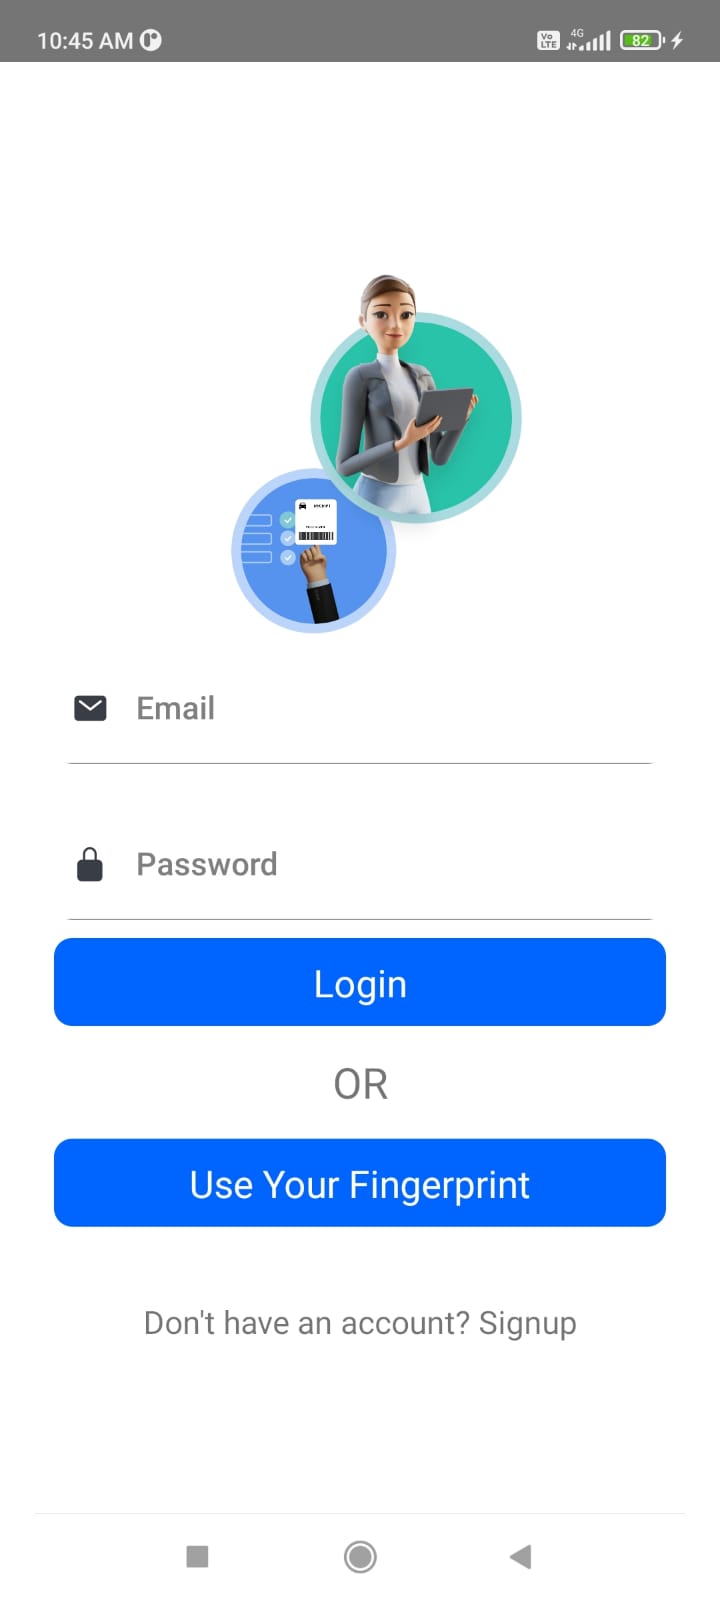 10:45 AM
Vo LTE 4G 82
RECEIPT
Email
Password
Login
OR
Use Your Fingerprint
Don't have an account? Signup